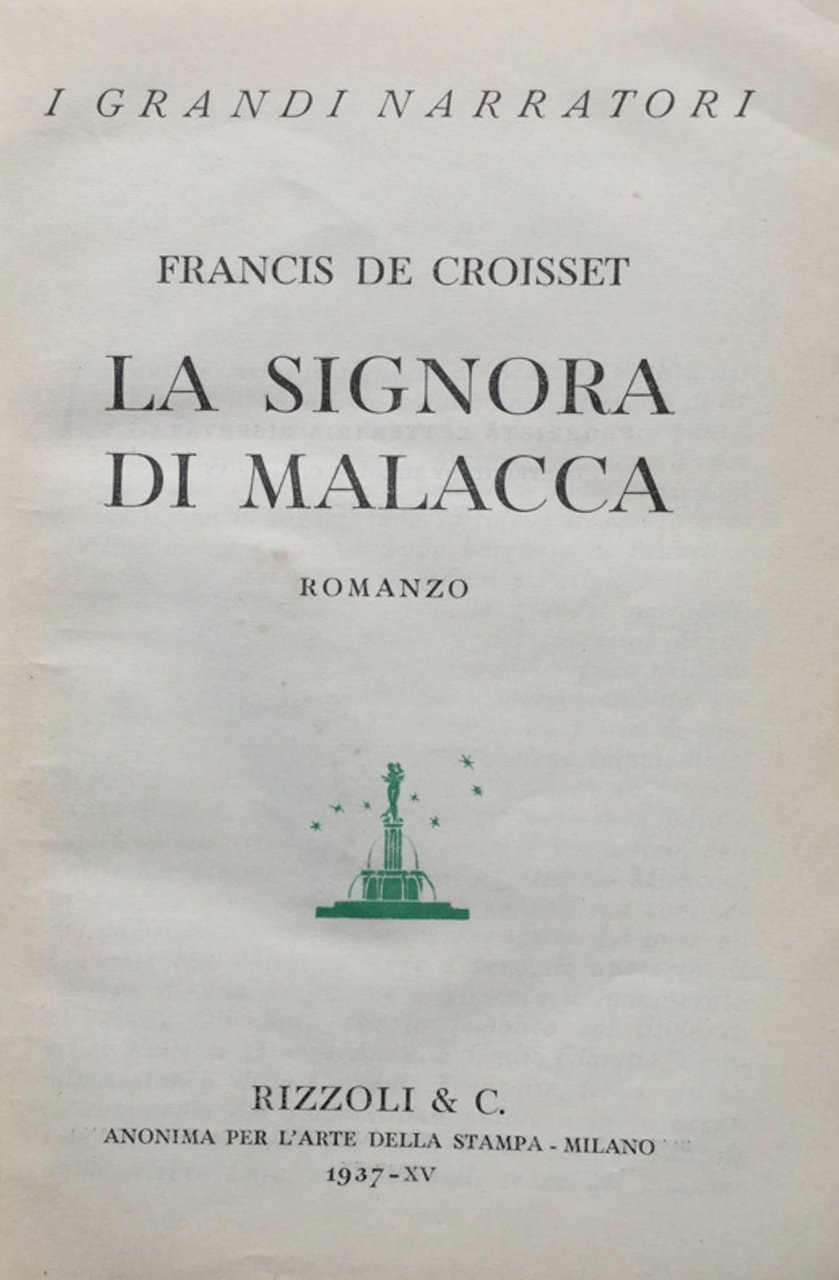 I GRANDI NARRATORI
FRANCIS DE CROISSET
LA SIGNORA
DI MALACCA
ROMANZO
RIZZOLI & C.
ANONIMA PER L'ARTE DELLA STAMPA - MILANO
1937-XV